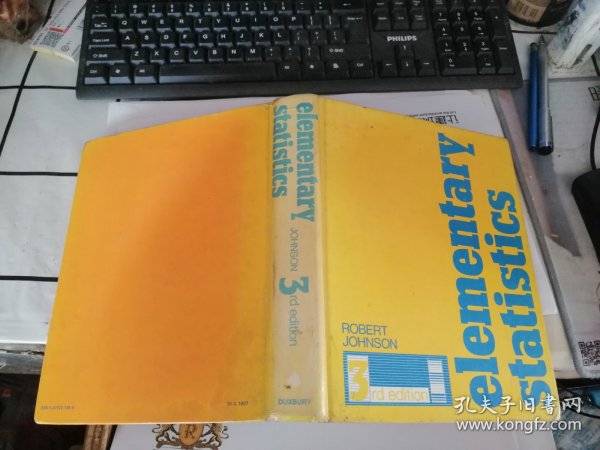 PHILIPS
elementary
statistics
JOHNSON
3rd edition
DUXBURY
elementary
statistics
ROBERT
JOHNSON
3rd edition
孔夫子旧书网
www.kongfz.com